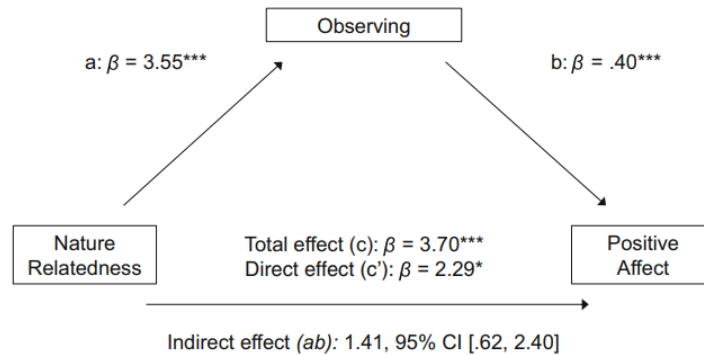 Observing
a: β = 3.55***
b: β = .40***
Nature
Relatedness
Total effect (c): β = 3.70***
Direct effect (c'): β = 2.29*
Positive
Affect
Indirect effect (ab): 1.41, 95% CI [.62, 2.40]